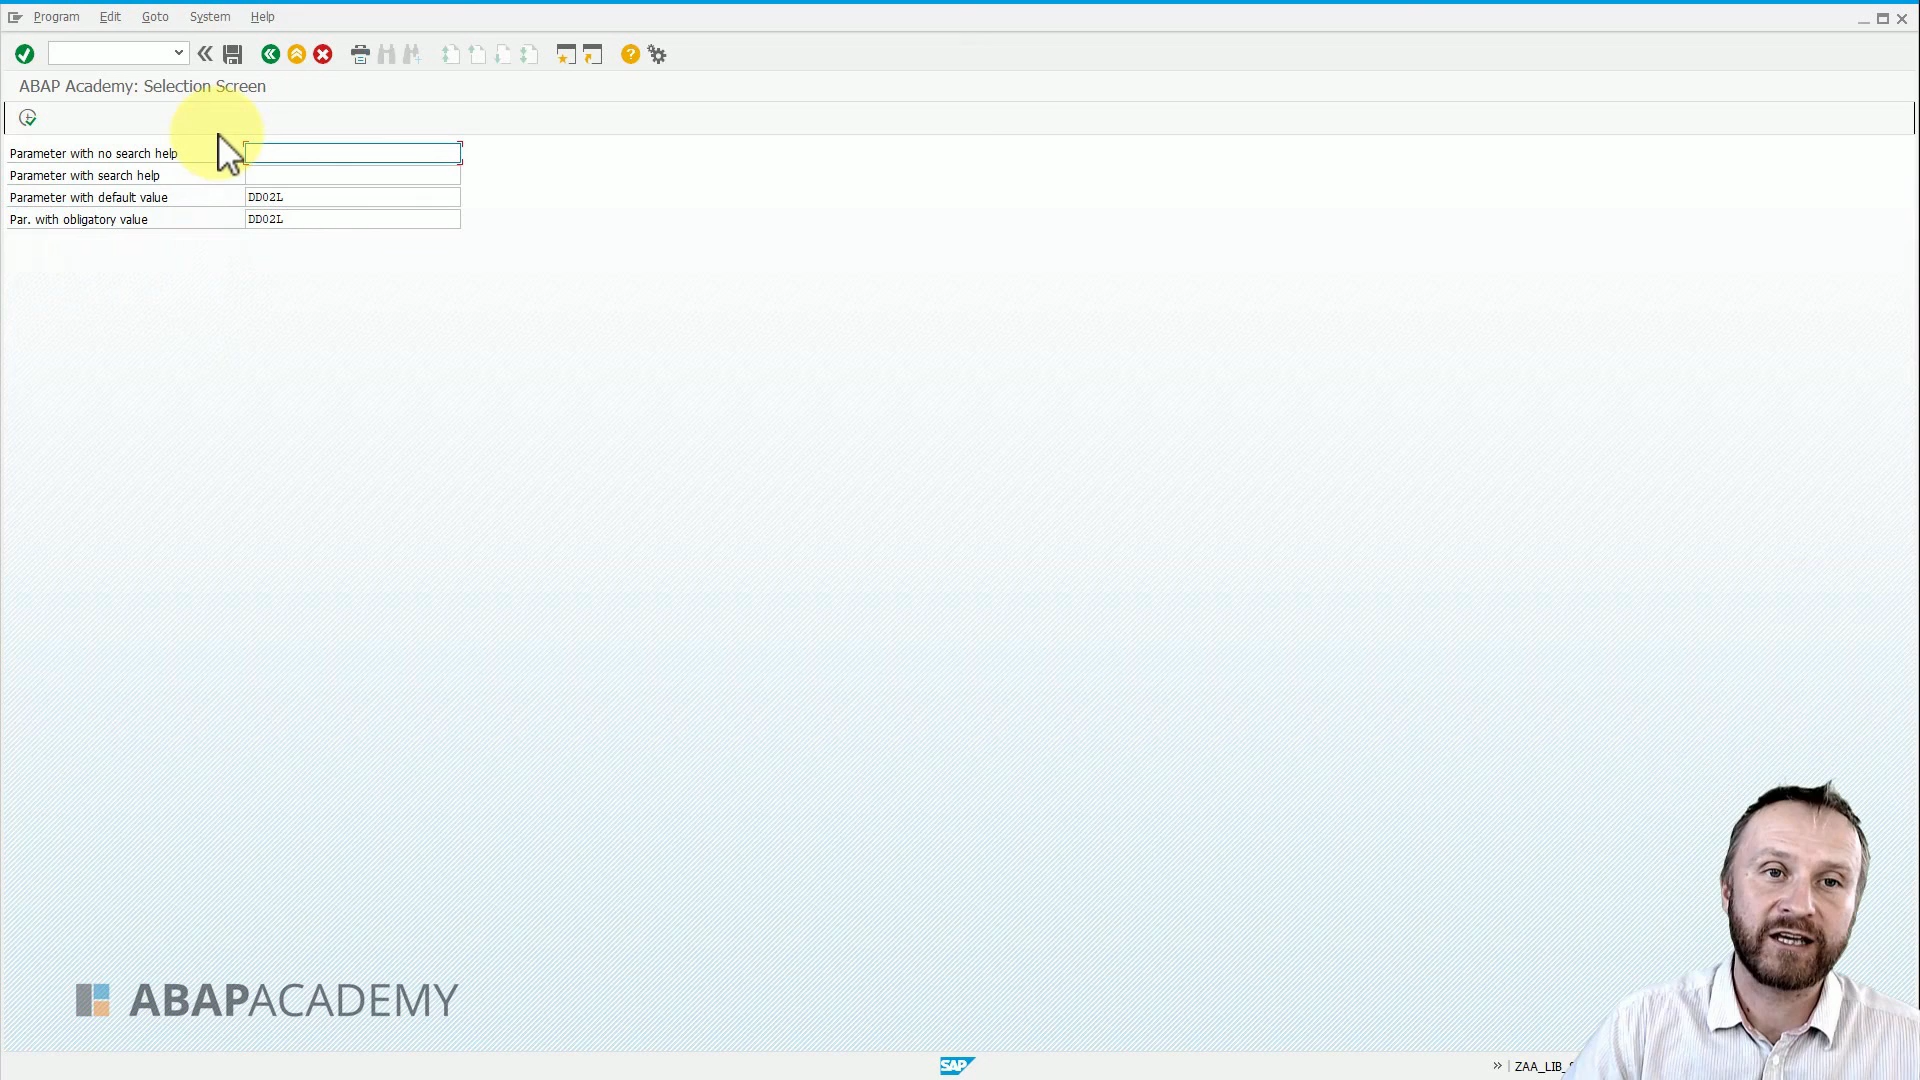 Program Edit Goto System Help
ABAP Academy: Selection Screen
Parameter with no search help
Parameter with search help
Parameter with default value DD02L
Par. with obligatory value DD02L
ABAPACADEMY
SAP
ZAA_LIB_